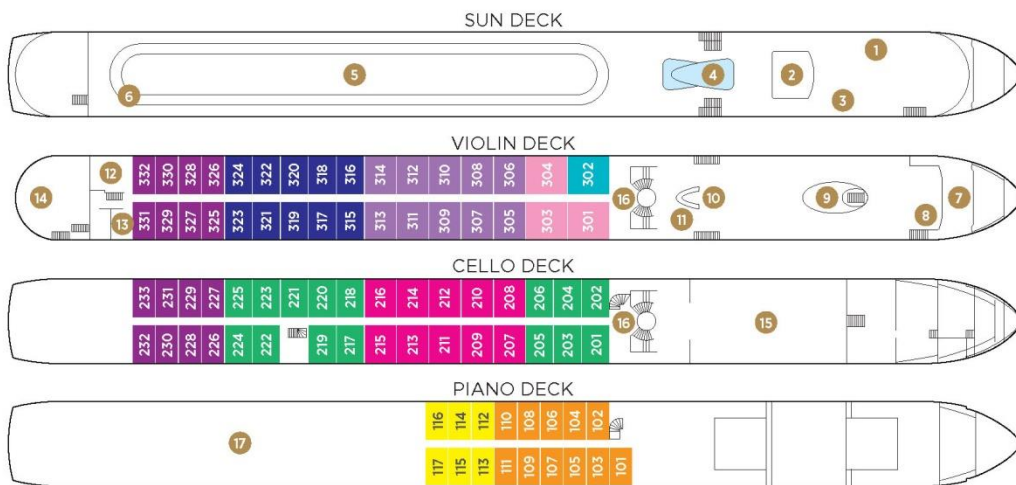 SUN DECK
1
5 4 2
6 3
VIOLIN DECK
12 332 330 328 326 324 322 320 318 316 314 312 310 308 306 304 302
14 16 10 9 7
13 331 329 327 325 323 321 319 317 315 313 311 309 307 305 303 301 11 8
CELLO DECK
233 231 229 227 225 223 221 220 218 216 214 212 210 208 206 204 202
16 15
232 230 228 226 224 222 219 217 215 213 211 209 207 205 203 201
PIANO DECK
116 114 112 110 108 106 104 102
17
117 115 113 111 109 107 105 103 101